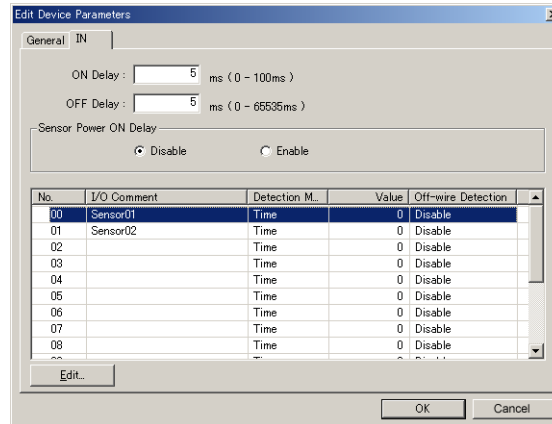 Edit Device Parameters
General IN
ON Delay : 5 ms ( 0 - 100ms )
OFF Delay : 5 ms ( 0 - 65535ms )
Sensor Power ON Delay
Disable Enable
No. I/O Comment Detection M... Value Off-wire Detection
00 Sensor01 Time 0 Disable
01 Sensor02 Time 0 Disable
02 Time 0 Disable
03 Time 0 Disable
04 Time 0 Disable
05 Time 0 Disable
06 Time 0 Disable
07 Time 0 Disable
08 Time 0 Disable
Edit...
OK Cancel